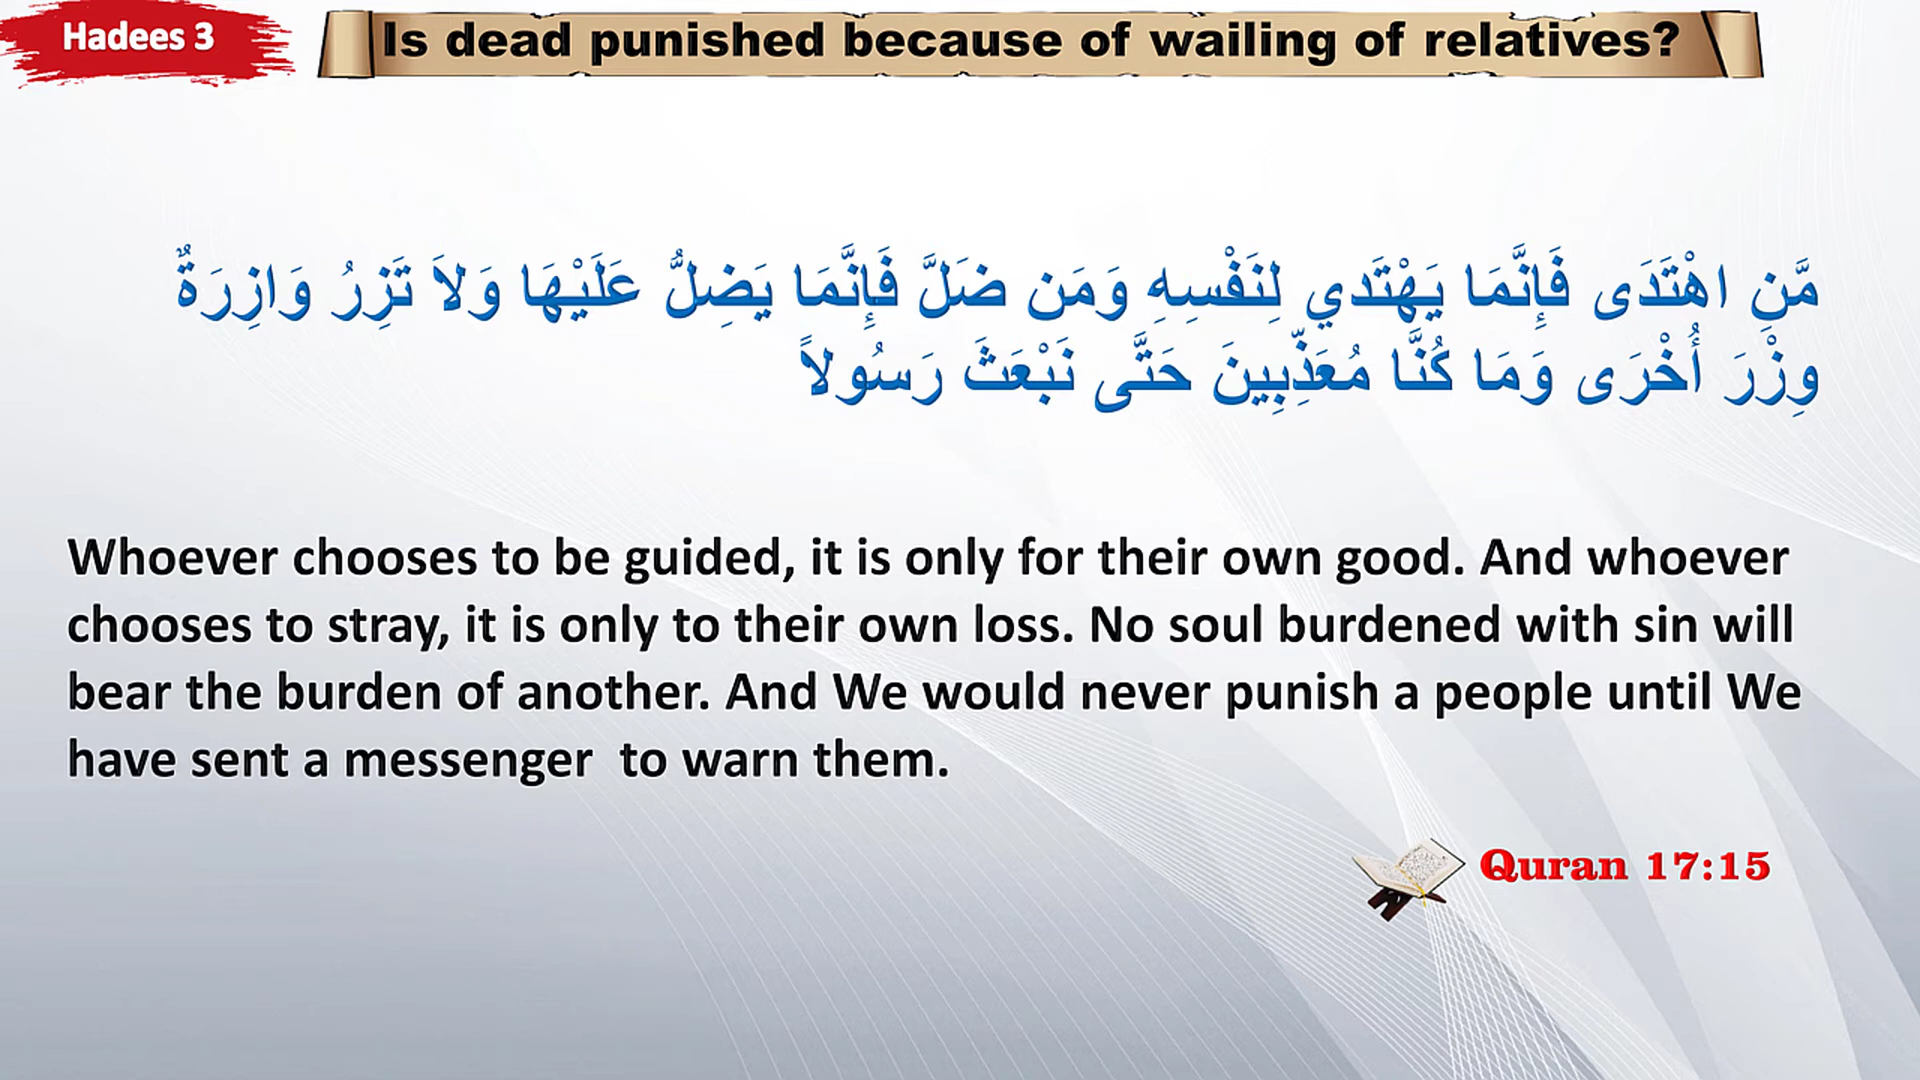 Hadees 3
Is dead punished because of wailing of relatives?
مَّنِ اهْتَدَى فَإِنَّمَا يَهْتَدي لِنَفْسِهِ وَمَن ضَلَّ فَإِنَّمَا يَضِلُّ عَلَيْهَا وَلاَ تَزِرُ وَازِرَةٌ
وِزْرَ أُخْرَى وَمَا كُنَّا مُعَذِّبِينَ حَتَّى نَبْعَثَ رَسُولاً
Whoever chooses to be guided, it is only for their own good. And whoever
chooses to stray, it is only to their own loss. No soul burdened with sin will
bear the burden of another. And We would never punish a people until We
have sent a messenger  to warn them.
Quran 17:15